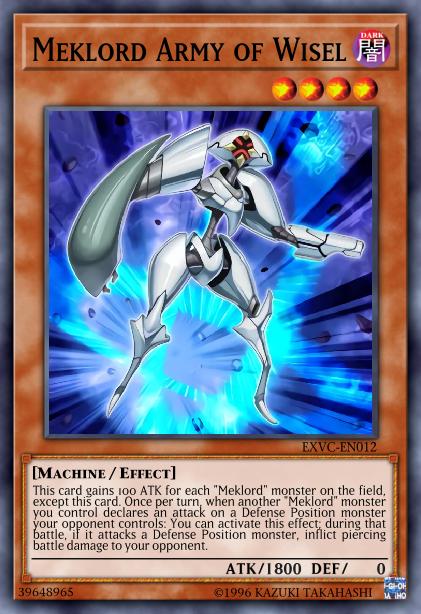 Meklord Army of Wisel
DARK
闇
EXVC-EN012
[Machine / Effect]
This card gains 100 ATK for each "Meklord" monster on the field,
except this card. Once per turn, when another "Meklord" monster
you control declares an attack on a Defense Position monster
your opponent controls: You can activate this effect; during that
battle, if it attacks a Defense Position monster, inflict piercing
battle damage to your opponent.
ATK/1800 DEF/ 0
39648965
©1996 KAZUKI TAKAHASHI